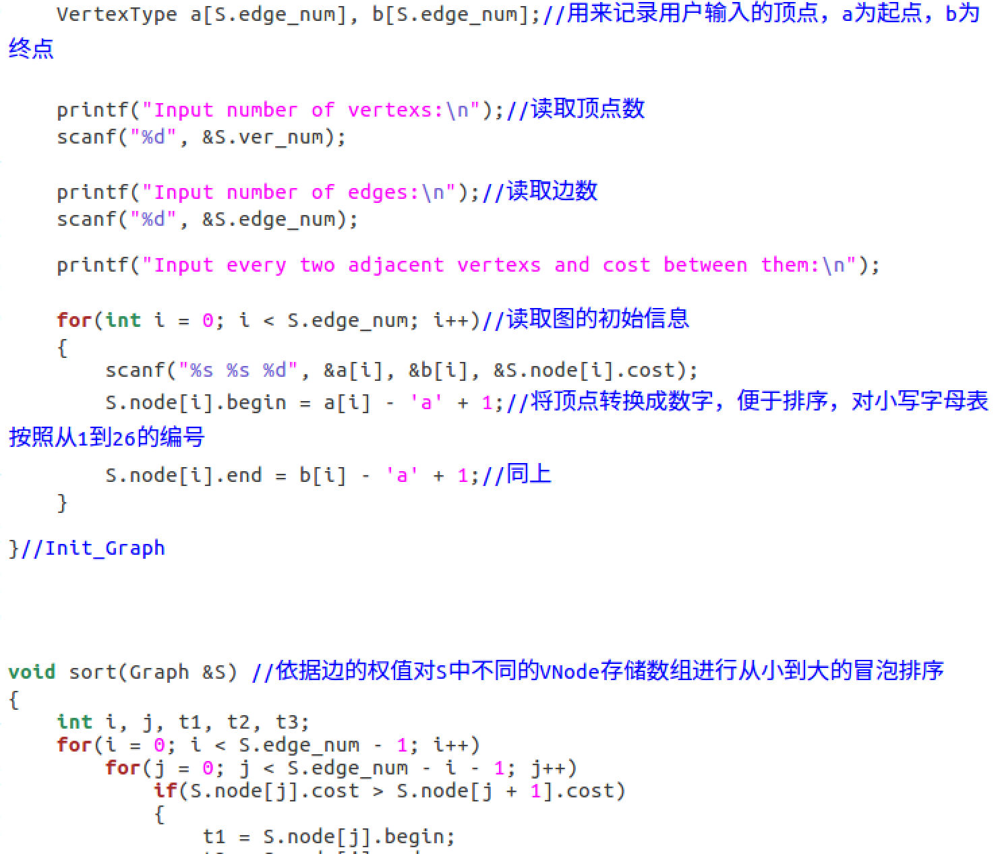 VertexType a[S.edge_num], b[S.edge_num];//用来记录用户输入的顶点，a为起点，b为
终点
printf("Input number of vertexs:\n");//读取顶点数
scanf("%d", &S.ver_num);
printf("Input number of edges:\n");//读取边数
scanf("%d", &S.edge_num);
printf("Input every two adjacent vertexs and cost between them:\n");
for(int i = 0; i < S.edge_num; i++)//读取图的初始信息
{
scanf("%s %s %d", &a[i], &b[i], &S.node[i].cost);
S.node[i].begin = a[i] - 'a' + 1;//将顶点转换成数字，便于排序，对小写字母表
按照从1到26的编号
S.node[i].end = b[i] - 'a' + 1;//同上
}
}//Init_Graph
void sort(Graph &S) //依据边的权值对S中不同的VNode存储数组进行从小到大的冒泡排序
{
int i, j, t1, t2, t3;
for(i = 0; i < S.edge_num - 1; i++)
for(j = 0; j < S.edge_num - i - 1; j++)
if(S.node[j].cost > S.node[j + 1].cost)
{
t1 = S.node[j].begin;